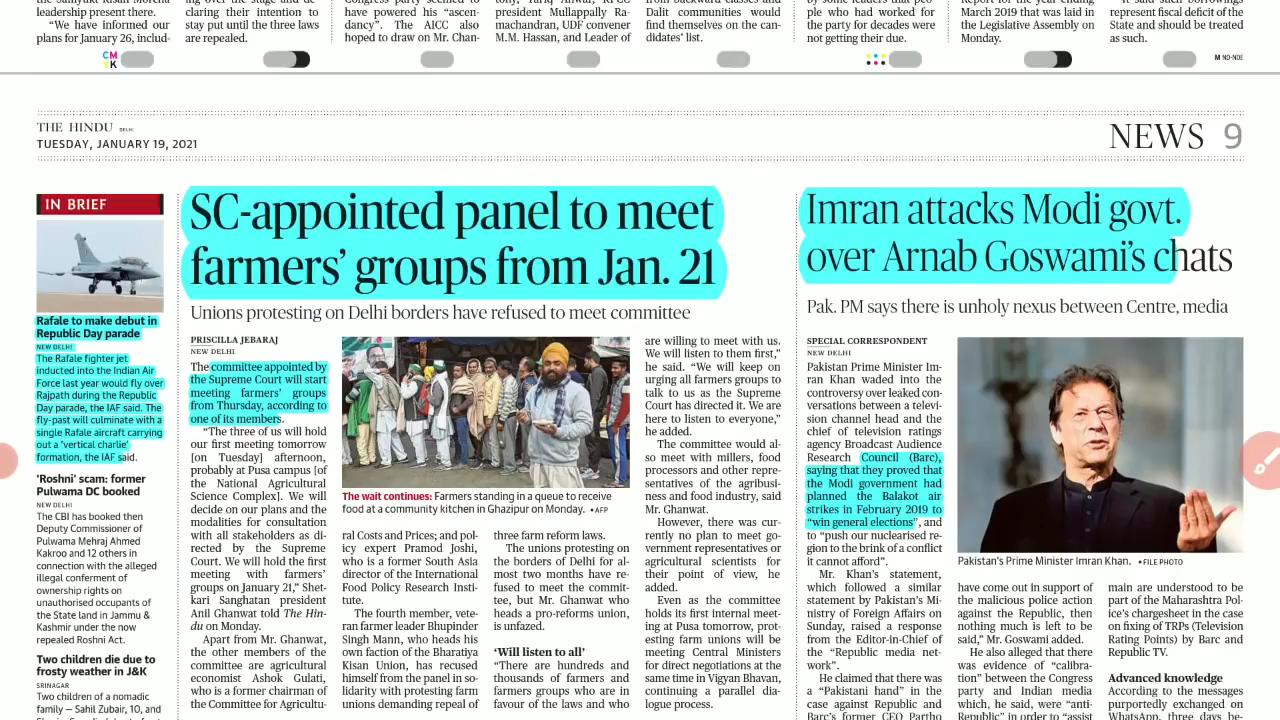 the Samyukt Kisan Morcha
leadership present there.
"We have informed our
plans for January 26, includ-
ing over the stage and de-
claring their intention to
stay put until the three laws
are repealed.
Congress party seemed to
have powered his "ascen-
dancy". The AICC also
hoped to draw on Mr. Chan-
president Mullappally Ra-
machandran, UDF convener
M.M. Hassan, and Leader of
from backward classes and
Dalit communities would
find themselves on the can-
didates' list.
by some leaders that peo-
ple who had worked for
the party for decades were
not getting their due.
Report for the year ending
March 2019 that was laid in
the Legislative Assembly on
Monday.
It said such borrowings
represent fiscal deficit of the
State and should be treated
as such.
CM
YK
M ND-NDE
THE HINDU DELHI
TUESDAY, JANUARY 19, 2021
NEWS 9
IN BRIEF
Rafale to make debut in
Republic Day parade
NEW DELHI
The Rafale fighter jet
inducted into the Indian Air
Force last year would fly over
Rajpath during the Republic
Day parade, the IAF said. The
fly-past will culminate with a
single Rafale aircraft carrying
out a 'vertical charlie'
formation, the IAF said.
'Roshni' scam: former
Pulwama DC booked
NEW DELHI
The CBI has booked then
Deputy Commissioner of
Pulwama Mehraj Ahmed
Kakroo and 12 others in
connection with the alleged
illegal conferment of
ownership rights on
unauthorised occupants of
the State land in Jammu &
Kashmir under the now
repealed Roshni Act.
Two children die due to
frosty weather in J&K
SRINAGAR
Two children of a nomadic
family — Sahil Zubair, 10, and
SC-appointed panel to meet
farmers' groups from Jan. 21
Unions protesting on Delhi borders have refused to meet committee
PRISCILLA JEBARAJ
NEW DELHI
The committee appointed by
the Supreme Court will start
meeting farmers' groups
from Thursday, according to
one of its members.
"The three of us will hold
our first meeting tomorrow
[on Tuesday] afternoon,
probably at Pusa campus [of
the National Agricultural
Science Complex]. We will
decide on our plans and the
modalities for consultation
with all stakeholders as di-
rected by the Supreme
Court. We will hold the first
meeting with farmers'
groups on January 21," Shet-
kari Sanghatan president
Anil Ghanwat told The Hin-
du on Monday.
Apart from Mr. Ghanwat,
the other members of the
committee are agricultural
economist Ashok Gulati,
who is a former chairman of
the Committee for Agricultu-
The wait continues: Farmers standing in a queue to receive
food at a community kitchen in Ghazipur on Monday. • AFP
ral Costs and Prices; and pol-
icy expert Pramod Joshi,
who is a former South Asia
director of the International
Food Policy Research Insti-
tute.
The fourth member, vete-
ran farmer leader Bhupinder
Singh Mann, who heads his
own faction of the Bharatiya
Kisan Union, has recused
himself from the panel in so-
lidarity with protesting farm
unions demanding repeal of
three farm reform laws.
The unions protesting on
the borders of Delhi for al-
most two months have re-
fused to meet the commit-
tee, but Mr. Ghanwat who
heads a pro-reforms union,
is unfazed.
'Will listen to all'
"There are hundreds and
thousands of farmers and
farmers groups who are in
favour of the laws and who
are willing to meet with us.
We will listen to them first,"
he said. "We will keep on
urging all farmers groups to
talk to us as the Supreme
Court has directed it. We are
here to listen to everyone,"
he added.
The committee would al-
so meet with millers, food
processors and other repre-
sentatives of the agribusi-
ness and food industry, said
Mr. Ghanwat.
However, there was cur-
rently no plan to meet go-
vernment representatives or
agricultural scientists for
their point of view, he
added.
Even as the committee
holds its first internal meet-
ing at Pusa tomorrow, prot-
esting farm unions will be
meeting Central Ministers
for direct negotiations at the
same time in Vigyan Bhavan,
continuing a parallel dia-
logue process.
Imran attacks Modi govt.
over Arnab Goswami's chats
Pak. PM says there is unholy nexus between Centre, media
SPECIAL CORRESPONDENT
NEW DELHI
Pakistan Prime Minister Im-
ran Khan waded into the
controversy over leaked con-
versations between a televi-
sion channel head and the
chief of television ratings
agency Broadcast Audience
Research Council (Barc),
saying that they proved that
the Modi government had
planned the Balakot air
strikes in February 2019 to
"win general elections", and
to "push our nuclearised re-
gion to the brink of a conflict
it cannot afford".
Mr. Khan's statement,
which followed a similar
statement by Pakistan's Mi-
nistry of Foreign Affairs on
Sunday, raised a response
from the Editor-in-Chief of
the "Republic media net-
work".
He claimed that there was
a "Pakistani hand" in the
case against Republic and
Barc's former CEO Partho
Pakistan's Prime Minister Imran Khan. • FILE PHOTO
have come out in support of
the malicious police action
against the Republic, then
nothing much is left to be
said," Mr. Goswami added.
He also alleged that there
was evidence of "calibra-
tion" between the Congress
party and Indian media
which, he said, were "anti-
Republic" in order to "assist
main are understood to be
part of the Maharashtra Pol-
ice's chargesheet in the case
on fixing of TRPs (Television
Rating Points) by Barc and
Republic TV.
Advanced knowledge
According to the messages
purportedly exchanged on
WhatsApp, three days be-